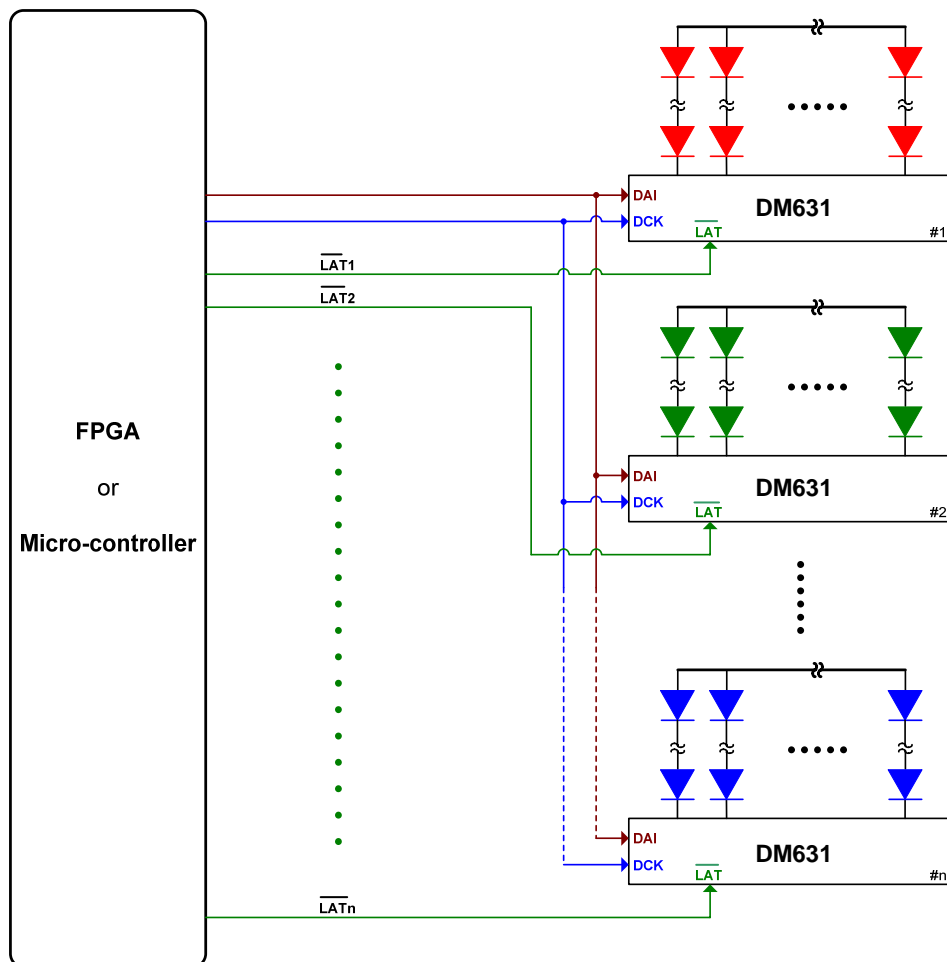 DAI
DCK
DM631
LAT
#1
LAT1
LAT2
FPGA
or
Micro-controller
DAI
DCK
DM631
LAT
#2
DAI
DCK
DM631
LAT
#n
LATn